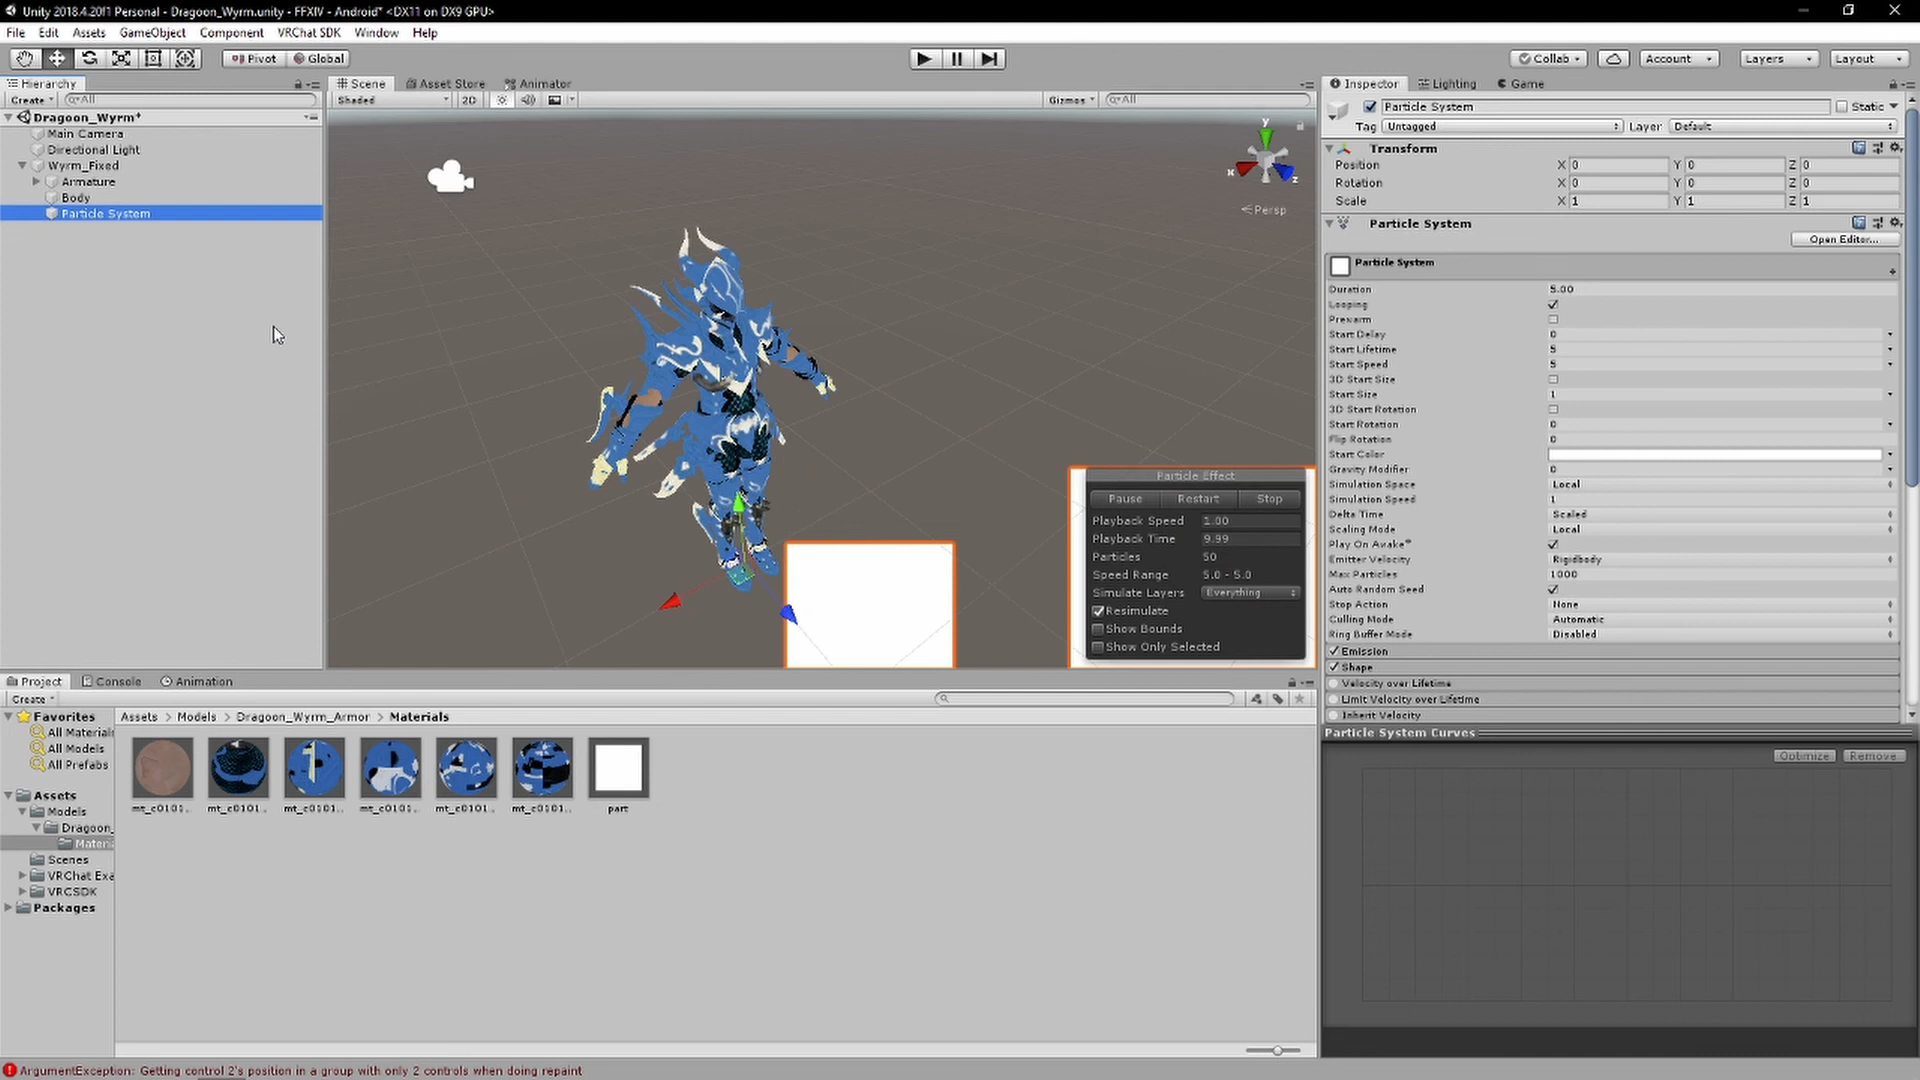 Unity 2018.4.20f1 Personal - Dragoon_Wyrm.unity - FFXIV - Android* <DX11 on DX9 GPU>
File Edit Assets GameObject Component VRChat SDK Window Help
Pivot Global Collab Account Layers Layout
Hierarchy
Create All
Dragoon_Wyrm*
Main Camera
Directional Light
Wyrm_Fixed
Armature
Body
Particle System
Scene Asset Store Animator
Shaded 2D Gizmos All
y
x
z
Persp
Particle Effect
Pause Restart Stop
Playback Speed 1.00
Playback Time 9.99
Particles 50
Speed Range 5.0 - 5.0
Simulate Layers Everything
Resimulate
Show Bounds
Show Only Selected
Inspector Lighting Game
Particle System Static
Tag Untagged Layer Default
Transform
Position X 0 Y 0 Z 0
Rotation X 0 Y 0 Z 0
Scale X 1 Y 1 Z 1
Particle System
Open Editor...
Particle System
Duration 5.00
Looping
Prewarm
Start Delay 0
Start Lifetime 5
Start Speed 5
3D Start Size
Start Size 1
3D Start Rotation
Start Rotation 0
Flip Rotation 0
Start Color
Gravity Modifier 0
Simulation Space Local
Simulation Speed 1
Delta Time Scaled
Scaling Mode Local
Play On Awake*
Emitter Velocity Rigidbody
Max Particles 1000
Auto Random Seed
Stop Action None
Culling Mode Automatic
Ring Buffer Mode Disabled
Emission
Shape
Velocity over Lifetime
Limit Velocity over Lifetime
Inherit Velocity
Particle System Curves
Optimize Remove
Project Console Animation
Create
Favorites
All Materials
All Models
All Prefabs
Assets
Models
Dragoon_
Materi
Scenes
VRChat Exa
VRCSDK
Packages
Assets > Models > Dragoon_Wyrm_Armor > Materials
mt_c0101... mt_c0101... mt_c0101... mt_c0101... mt_c0101... mt_c0101... part
ArgumentException: Getting control 2's position in a group with only 2 controls when doing repaint